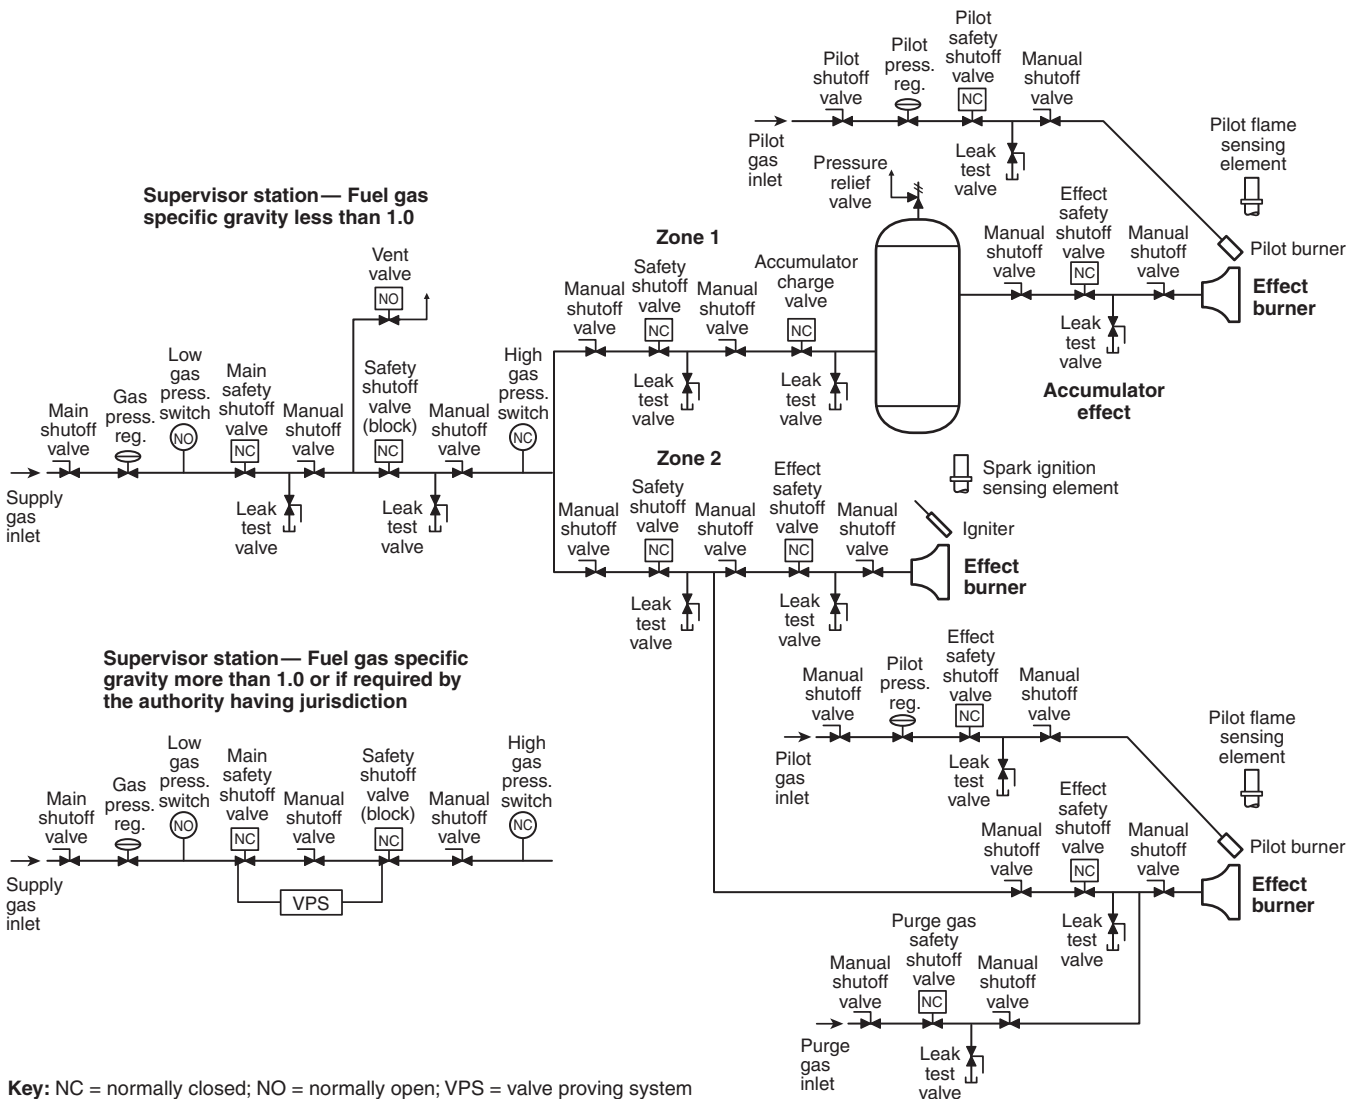 Pilot
safety
shutoff
valve
Pilot
press.
reg.
Pilot
shutoff
valve
Manual
shutoff
valve
NC
Pilot
gas
inlet
Leak
test
valve
Pilot flame
sensing
element
Pressure
relief
valve
Supervisor station— Fuel gas
specific gravity less than 1.0
Vent
valve
NO
Low
gas
press.
switch
NO
Main
safety
shutoff
valve
NC
Safety
shutoff
valve
(block)
NC
High
gas
press.
switch
NC
Gas
press.
reg.
Main
shutoff
valve
Manual
shutoff
valve
Manual
shutoff
valve
Supply
gas
inlet
Leak
test
valve
Leak
test
valve
Zone 1
Manual
shutoff
valve
Safety
shutoff
valve
NC
Manual
shutoff
valve
Accumulator
charge
valve
NC
Leak
test
valve
Leak
test
valve
Manual
shutoff
valve
Effect
safety
shutoff
valve
NC
Manual
shutoff
valve
Pilot burner
Effect
burner
Leak
test
valve
Accumulator
effect
Zone 2
Manual
shutoff
valve
Safety
shutoff
valve
NC
Manual
shutoff
valve
Effect
safety
shutoff
valve
NC
Manual
shutoff
valve
Spark ignition
sensing element
Igniter
Effect
burner
Leak
test
valve
Leak
test
valve
Supervisor station— Fuel gas specific
gravity more than 1.0 or if required by
the authority having jurisdiction
Low
gas
press.
switch
NO
Main
safety
shutoff
valve
NC
Safety
shutoff
valve
(block)
NC
High
gas
press.
switch
NC
Gas
press.
reg.
Main
shutoff
valve
Manual
shutoff
valve
Manual
shutoff
valve
Supply
gas
inlet
VPS
Manual
shutoff
valve
Pilot
press.
reg.
Effect
safety
shutoff
valve
NC
Manual
shutoff
valve
Pilot
gas
inlet
Leak
test
valve
Pilot flame
sensing
element
Manual
shutoff
valve
Effect
safety
shutoff
valve
NC
Manual
shutoff
valve
Pilot burner
Effect
burner
Leak
test
valve
Manual
shutoff
valve
Purge gas
safety
shutoff
valve
NC
Manual
shutoff
valve
Purge
gas
inlet
Leak
test
valve
Key: NC = normally closed; NO = normally open; VPS = valve proving system